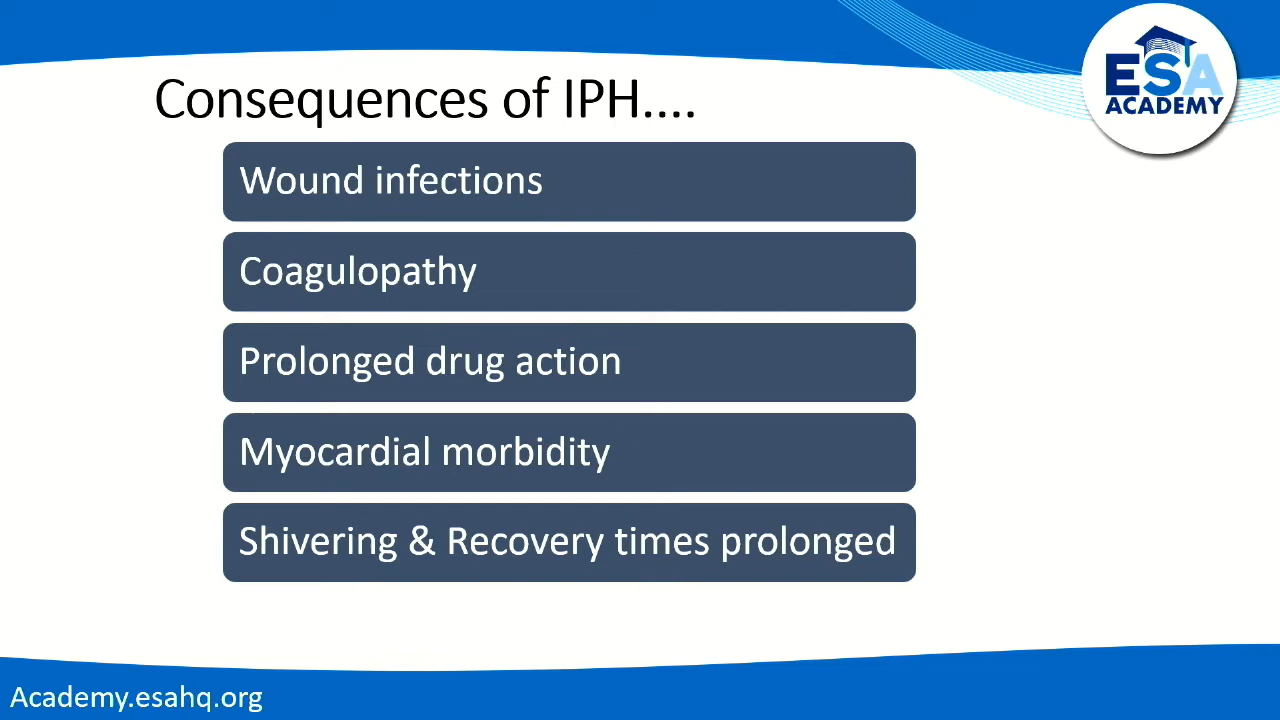 ESA
ACADEMY
Consequences of IPH....
Wound infections
Coagulopathy
Prolonged drug action
Myocardial morbidity
Shivering & Recovery times prolonged
Academy.esahq.org